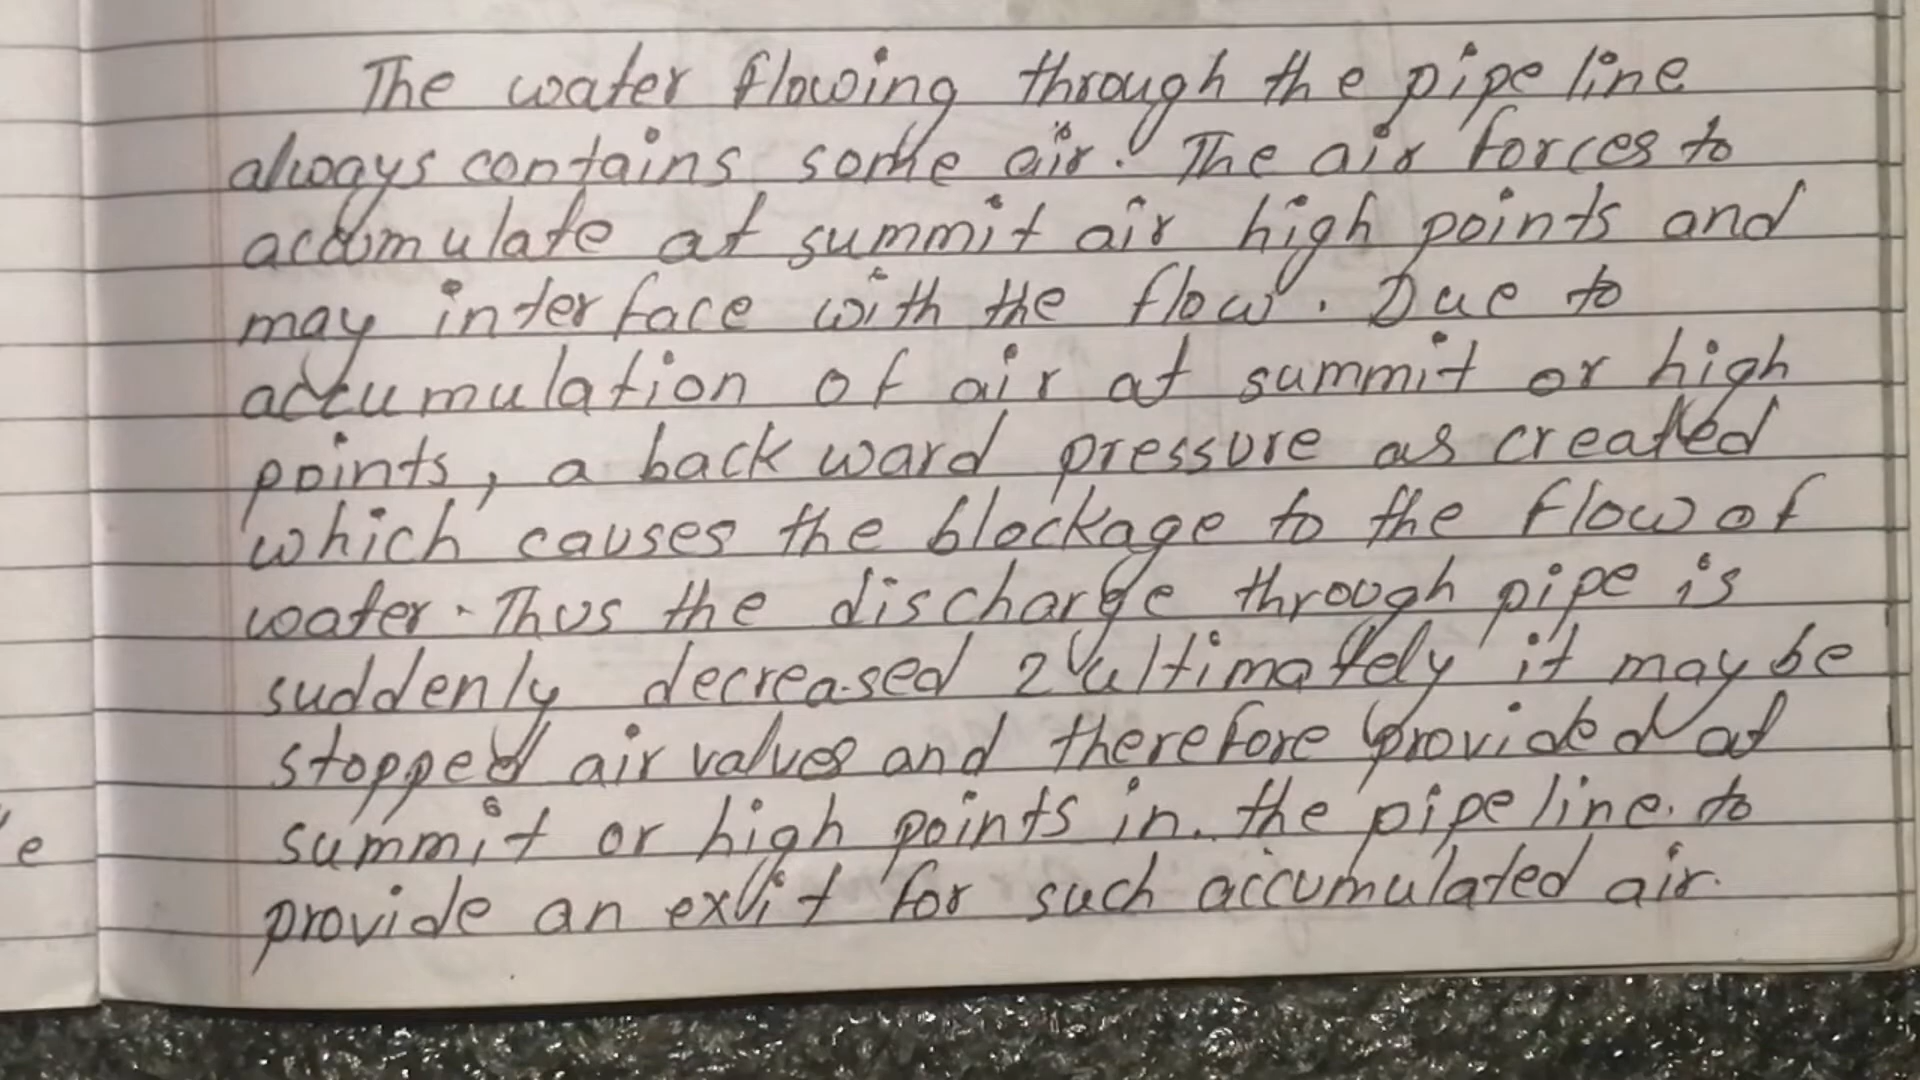 The water flowing through the pipe line
always contains some air. The air forces to
accumulate at summit air high points and
may interface with the flow. Due to
accumulation of air at summit or high
points, a back ward pressure as created
which causes the blockage to the flow of
water. Thus the discharge through pipe is
suddenly decreased & ultimately it may be
stopped air valves and therefore provided at
summit or high points in. the pipe line. to
provide an exit for such accumulated air.
e